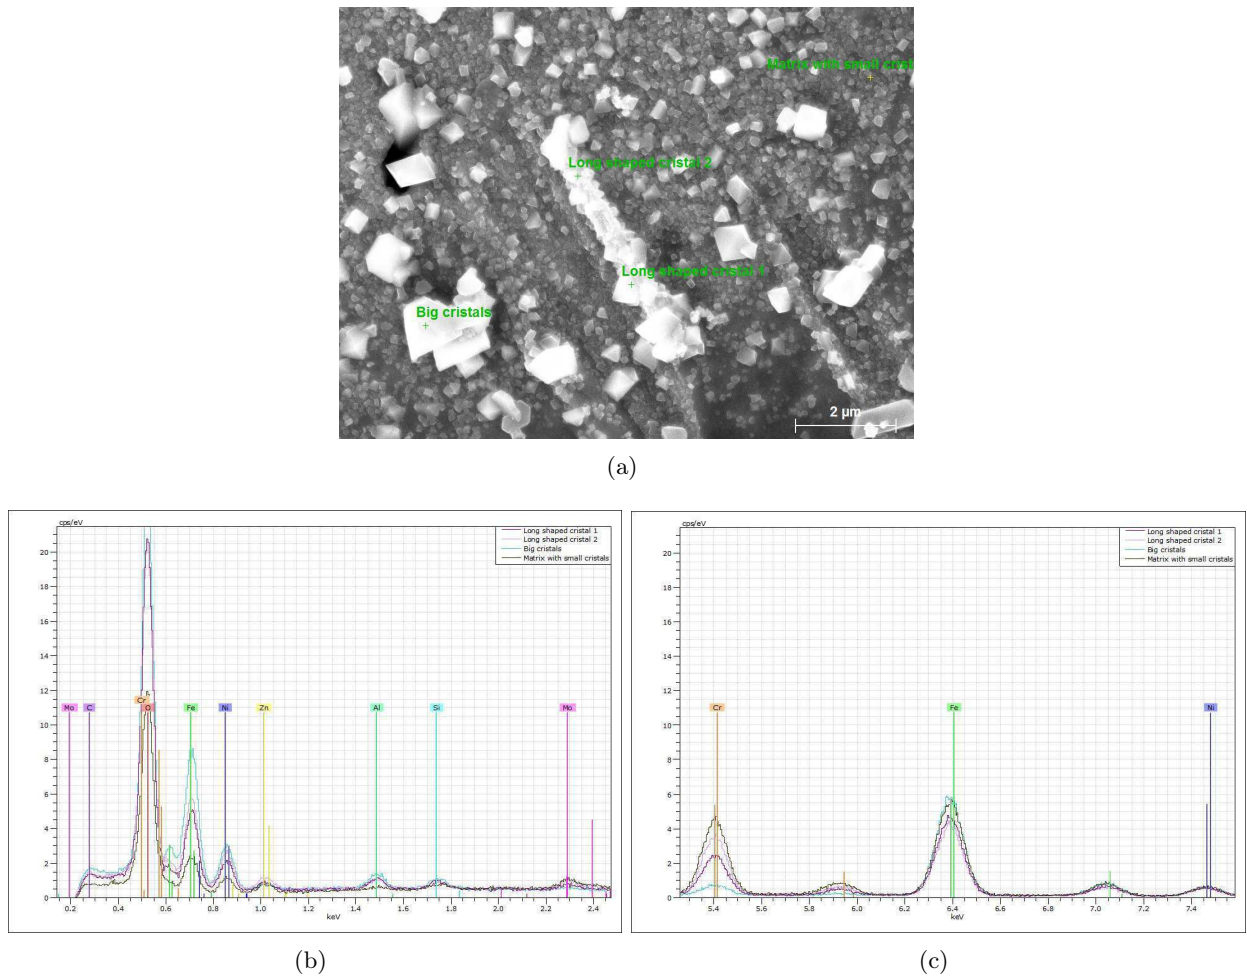 Matrix with small crist
Long shaped cristal 2
Long shaped cristal 1
Big cristals
2 µm
(a)
cps/eV
Long shaped cristal 1
Long shaped cristal 2
Big cristals
Matrix with small cristals
20
18
16
14
12
10
8
6
4
2
0
Mo C Cr O Fe Ni Zn Al Si Mo
0.2 0.4 0.6 0.8 1.0 1.2 1.4 1.6 1.8 2.0 2.2 2.4
keV
(b)
cps/eV
Long shaped cristal 1
Long shaped cristal 2
Big cristals
Matrix with small cristals
20
18
16
14
12
10
8
6
4
2
0
Cr Fe Ni
5.4 5.6 5.8 6.0 6.2 6.4 6.6 6.8 7.0 7.2 7.4
keV
(c)